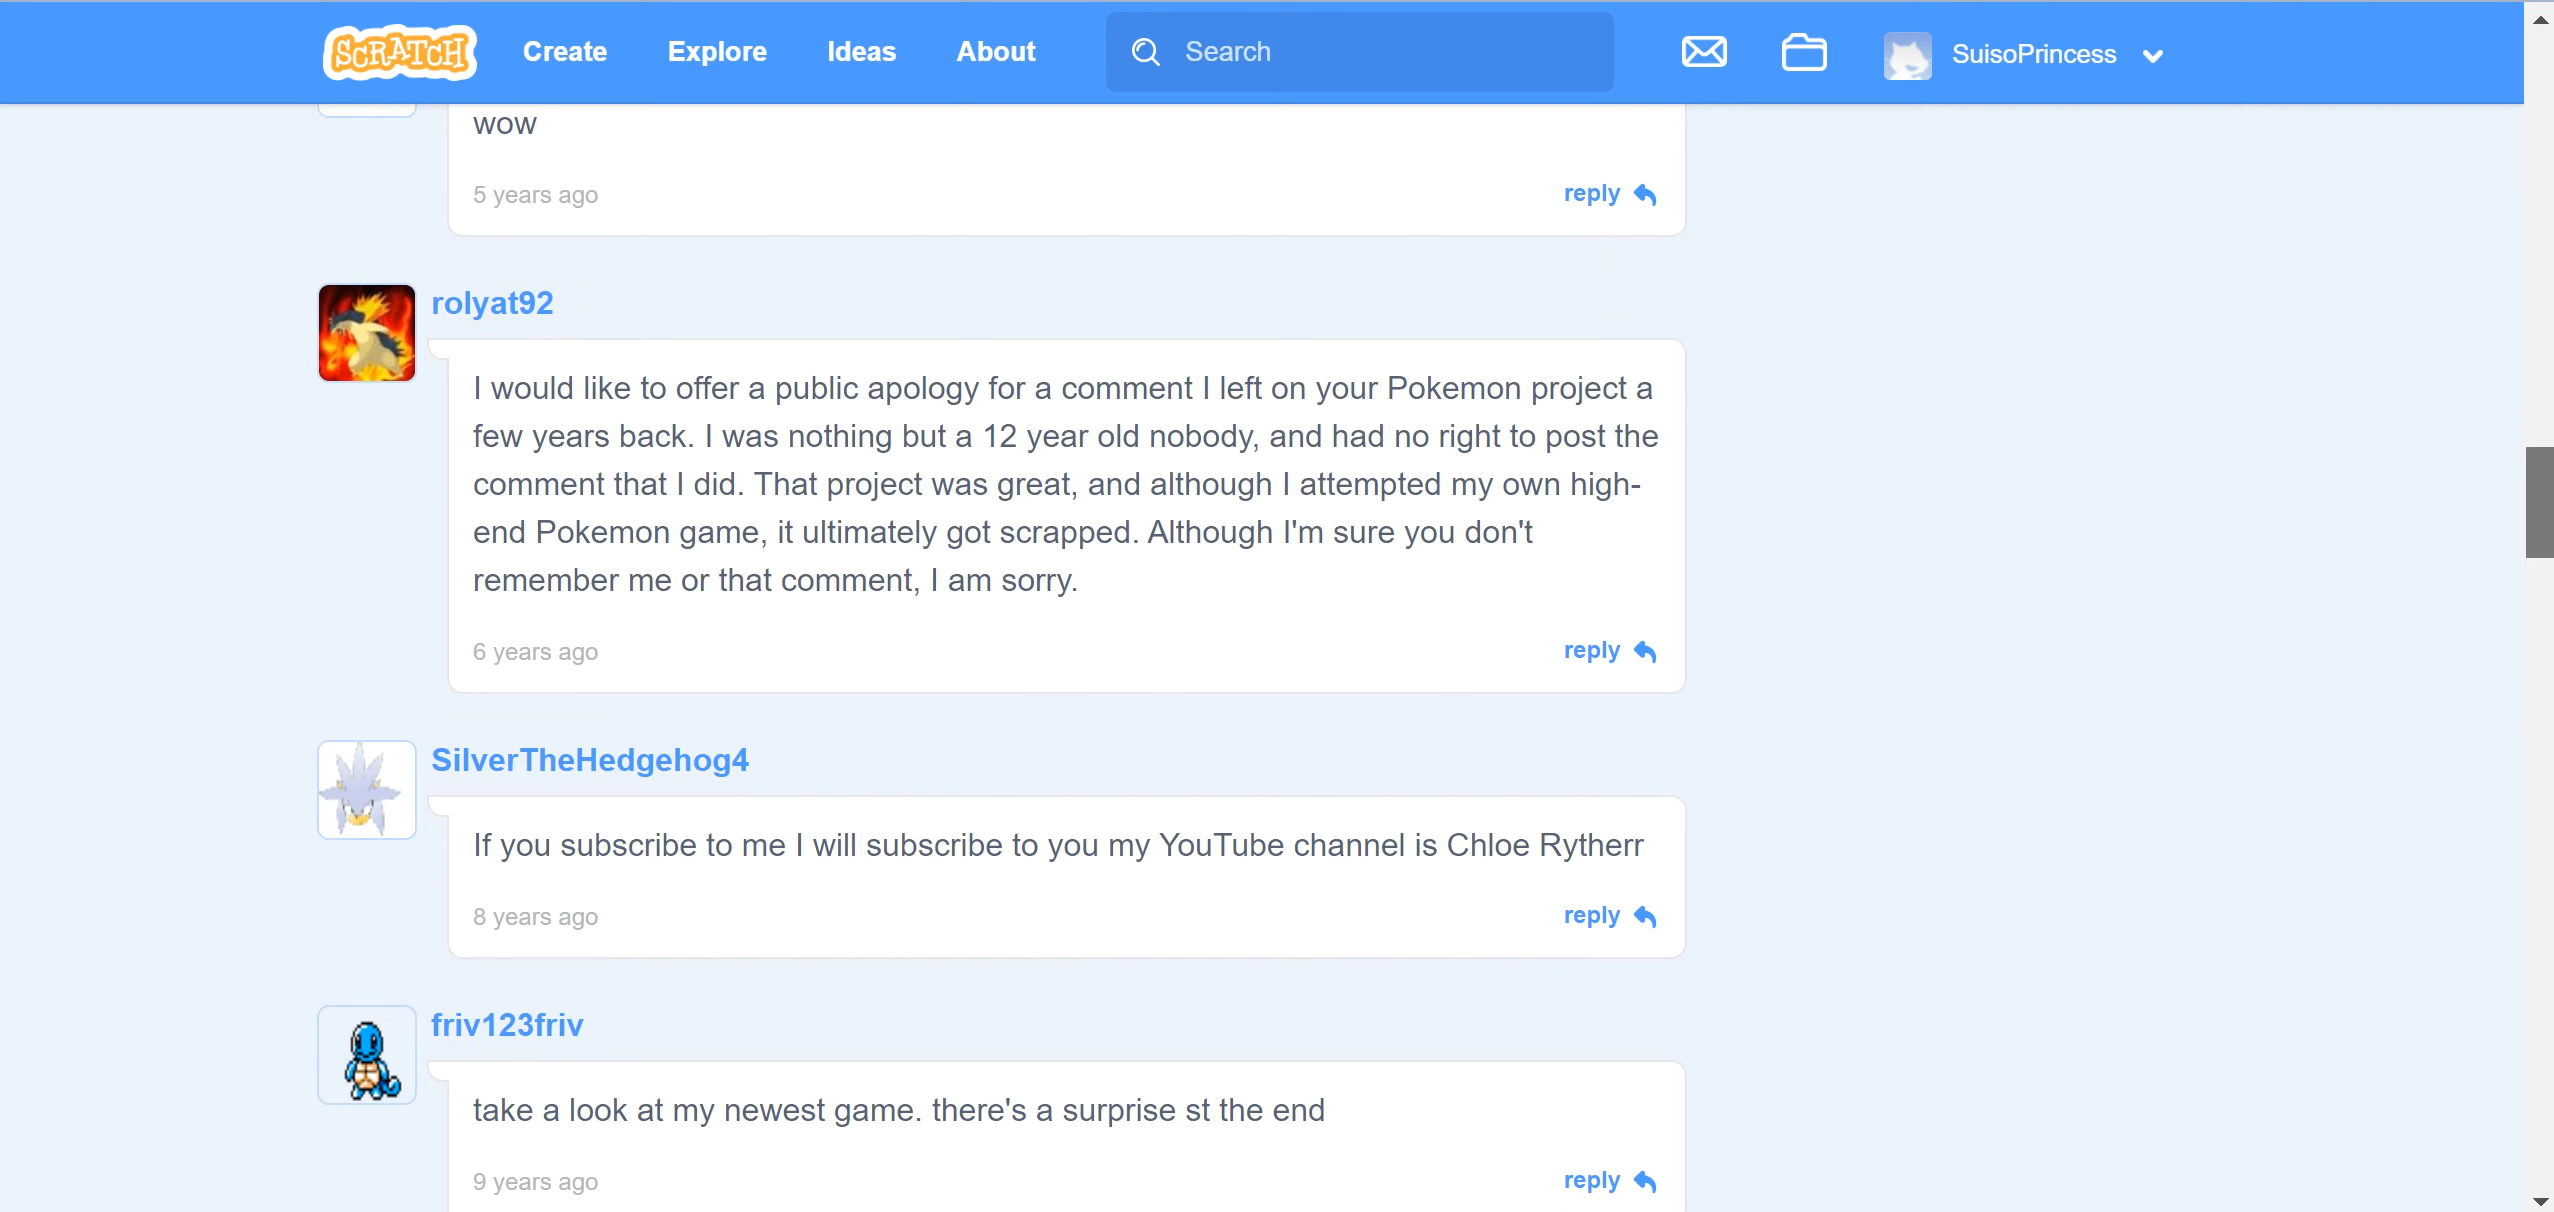 SCRATCH Create Explore Ideas About Search SuisoPrincess
wow
5 years ago reply
rolyat92
I would like to offer a public apology for a comment I left on your Pokemon project a
few years back. I was nothing but a 12 year old nobody, and had no right to post the
comment that I did. That project was great, and although I attempted my own high-
end Pokemon game, it ultimately got scrapped. Although I'm sure you don't
remember me or that comment, I am sorry.
6 years ago reply
SilverTheHedgehog4
If you subscribe to me I will subscribe to you my YouTube channel is Chloe Rytherr
8 years ago reply
friv123friv
take a look at my newest game. there's a surprise st the end
9 years ago reply